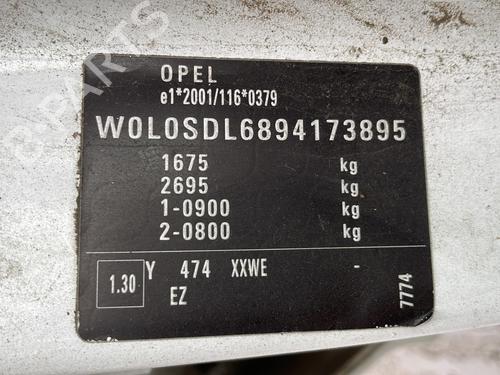 OPEL
e1*2001/116*0379
W0L0SDL6894173895
1675 kg
2695 kg
1-0900 kg
2-0800 kg
1.30 Y 474 XXWE -
EZ
7774
PARTS